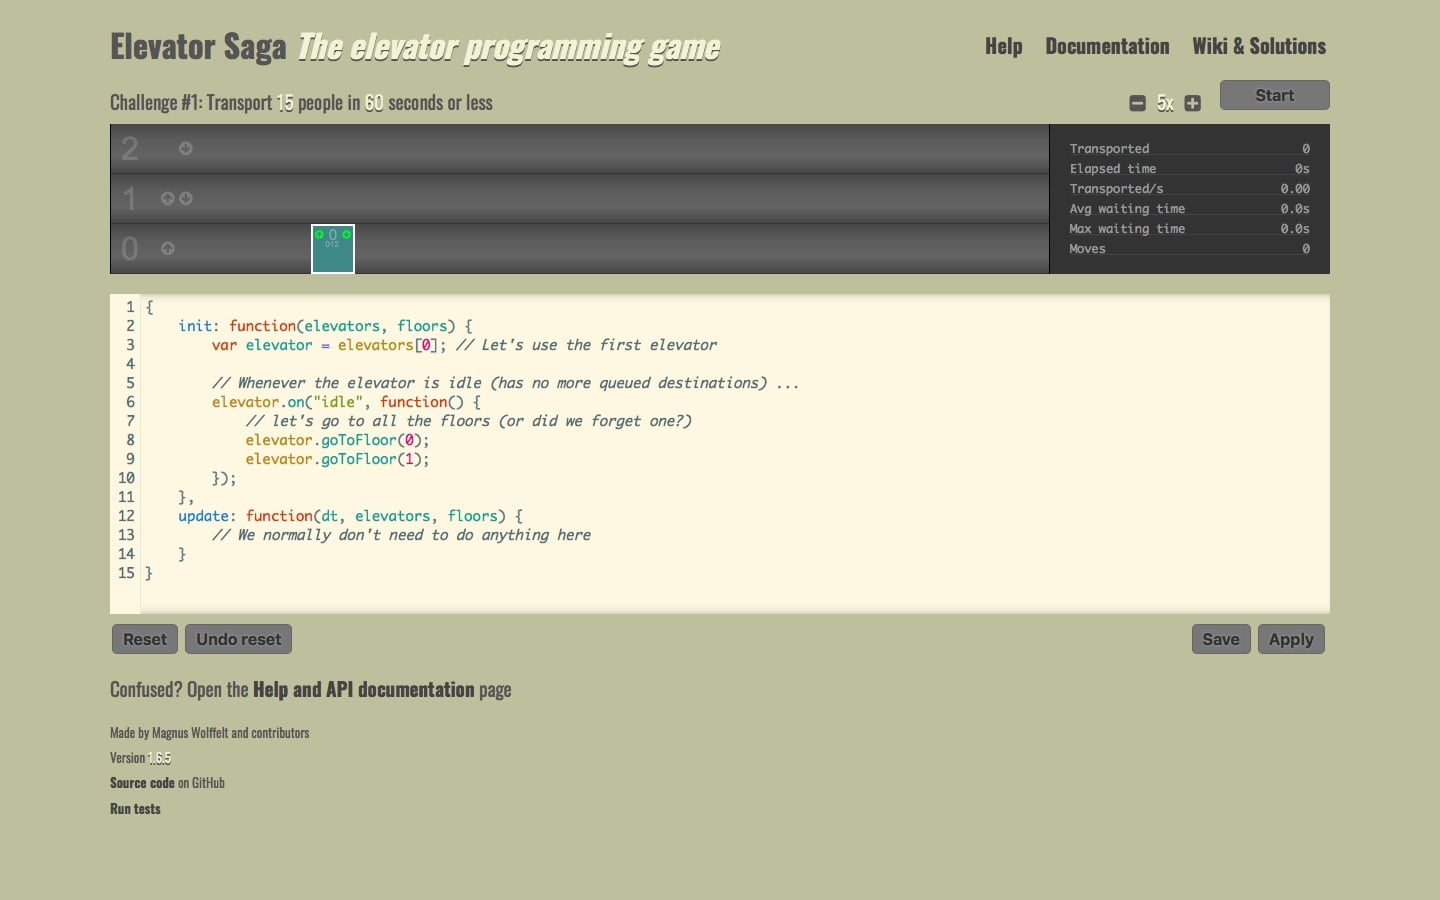 Elevator Saga The elevator programming game
Help Documentation Wiki & Solutions
Challenge #1: Transport 15 people in 60 seconds or less
5x Start
2
1
0
0
012
Transported 0
Elapsed time 0s
Transported/s 0.00
Avg waiting time 0.0s
Max waiting time 0.0s
Moves 0
1 {
2     init: function(elevators, floors) {
3         var elevator = elevators[0]; // Let's use the first elevator
4
5         // Whenever the elevator is idle (has no more queued destinations) ...
6         elevator.on("idle", function() {
7             // let's go to all the floors (or did we forget one?)
8             elevator.goToFloor(0);
9             elevator.goToFloor(1);
10         });
11     },
12     update: function(dt, elevators, floors) {
13         // We normally don't need to do anything here
14     }
15 }
Reset Undo reset Save Apply
Confused? Open the Help and API documentation page
Made by Magnus Wolffelt and contributors
Version 1.6.5
Source code on GitHub
Run tests